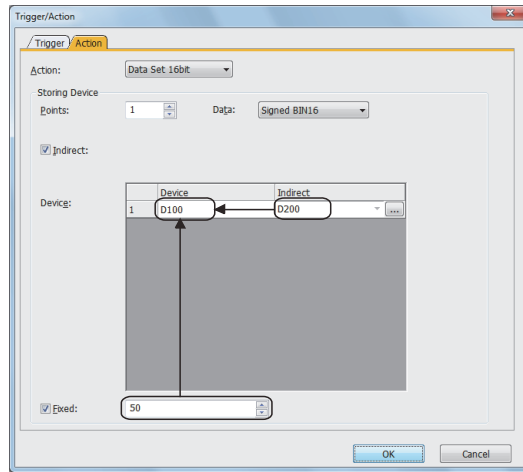 Trigger/Action
Trigger Action
Action: Data Set 16bit
Storing Device
Points: 1 Data: Signed BIN16
Indirect:
Device Indirect
Device: 1 D100 D200 ...
Fixed: 50
OK Cancel